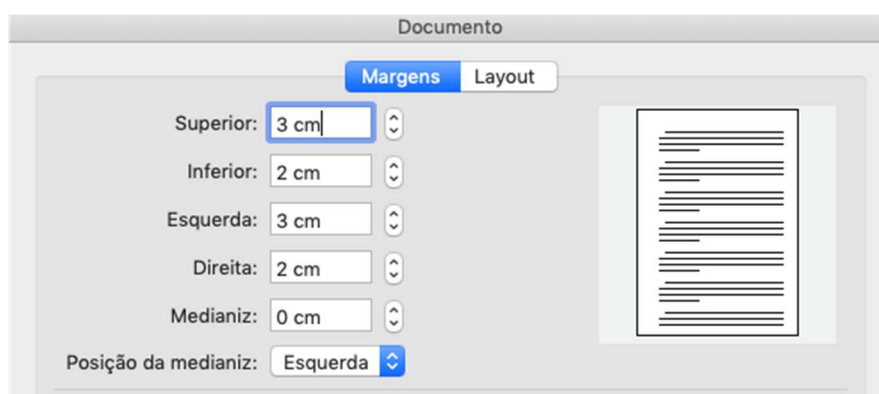 Documento
Margens Layout
Superior: 3 cm
Inferior: 2 cm
Esquerda: 3 cm
Direita: 2 cm
Medianiz: 0 cm
Posição da medianiz: Esquerda